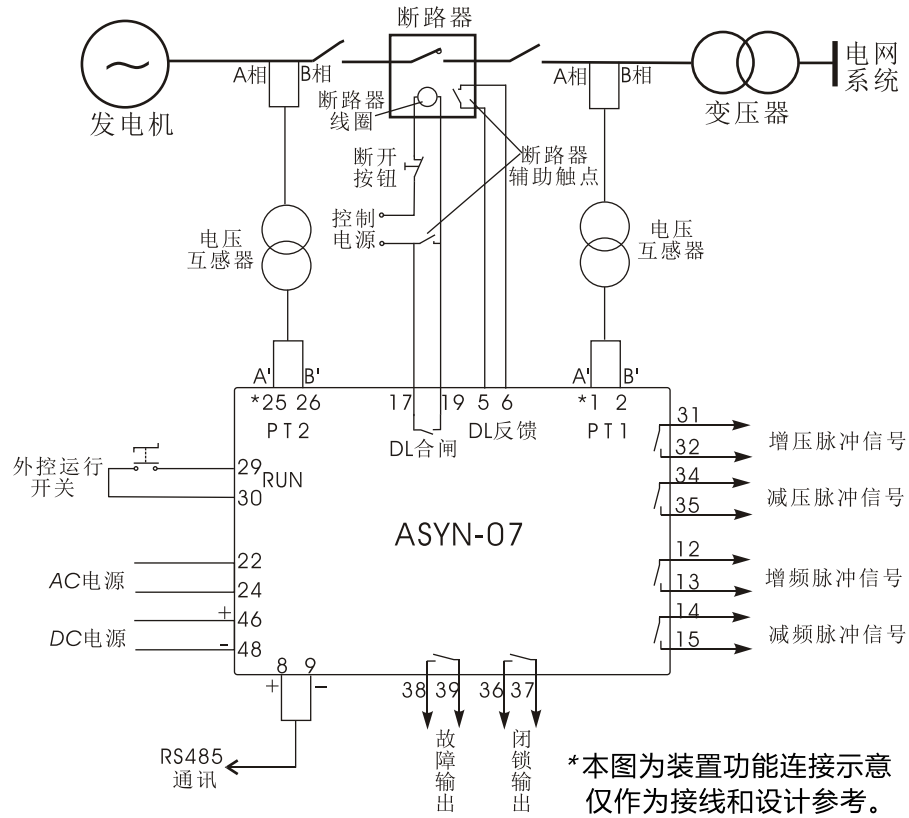 断路器
A相
B相
A相
B相
电网
系统
发电机
断路器
线圈
变压器
断开
按钮
断路器
辅助触点
控制
电源
电压
互感器
电压
互感器
A' B'
A' B'
*25 26
17 19 5 6
*1 2
PT2
DL合闸
DL反馈
PT1
31
32
增压脉冲信号
外控运行
开关
29
RUN
30
34
35
减压脉冲信号
ASYN-07
22
24
AC电源
12
13
增频脉冲信号
+ 46
- 48
DC电源
14
15
减频脉冲信号
8 9
+ −
38 39 36 37
RS485
通讯
故障输出
闭锁输出
*本图为装置功能连接示意
仅作为接线和设计参考。